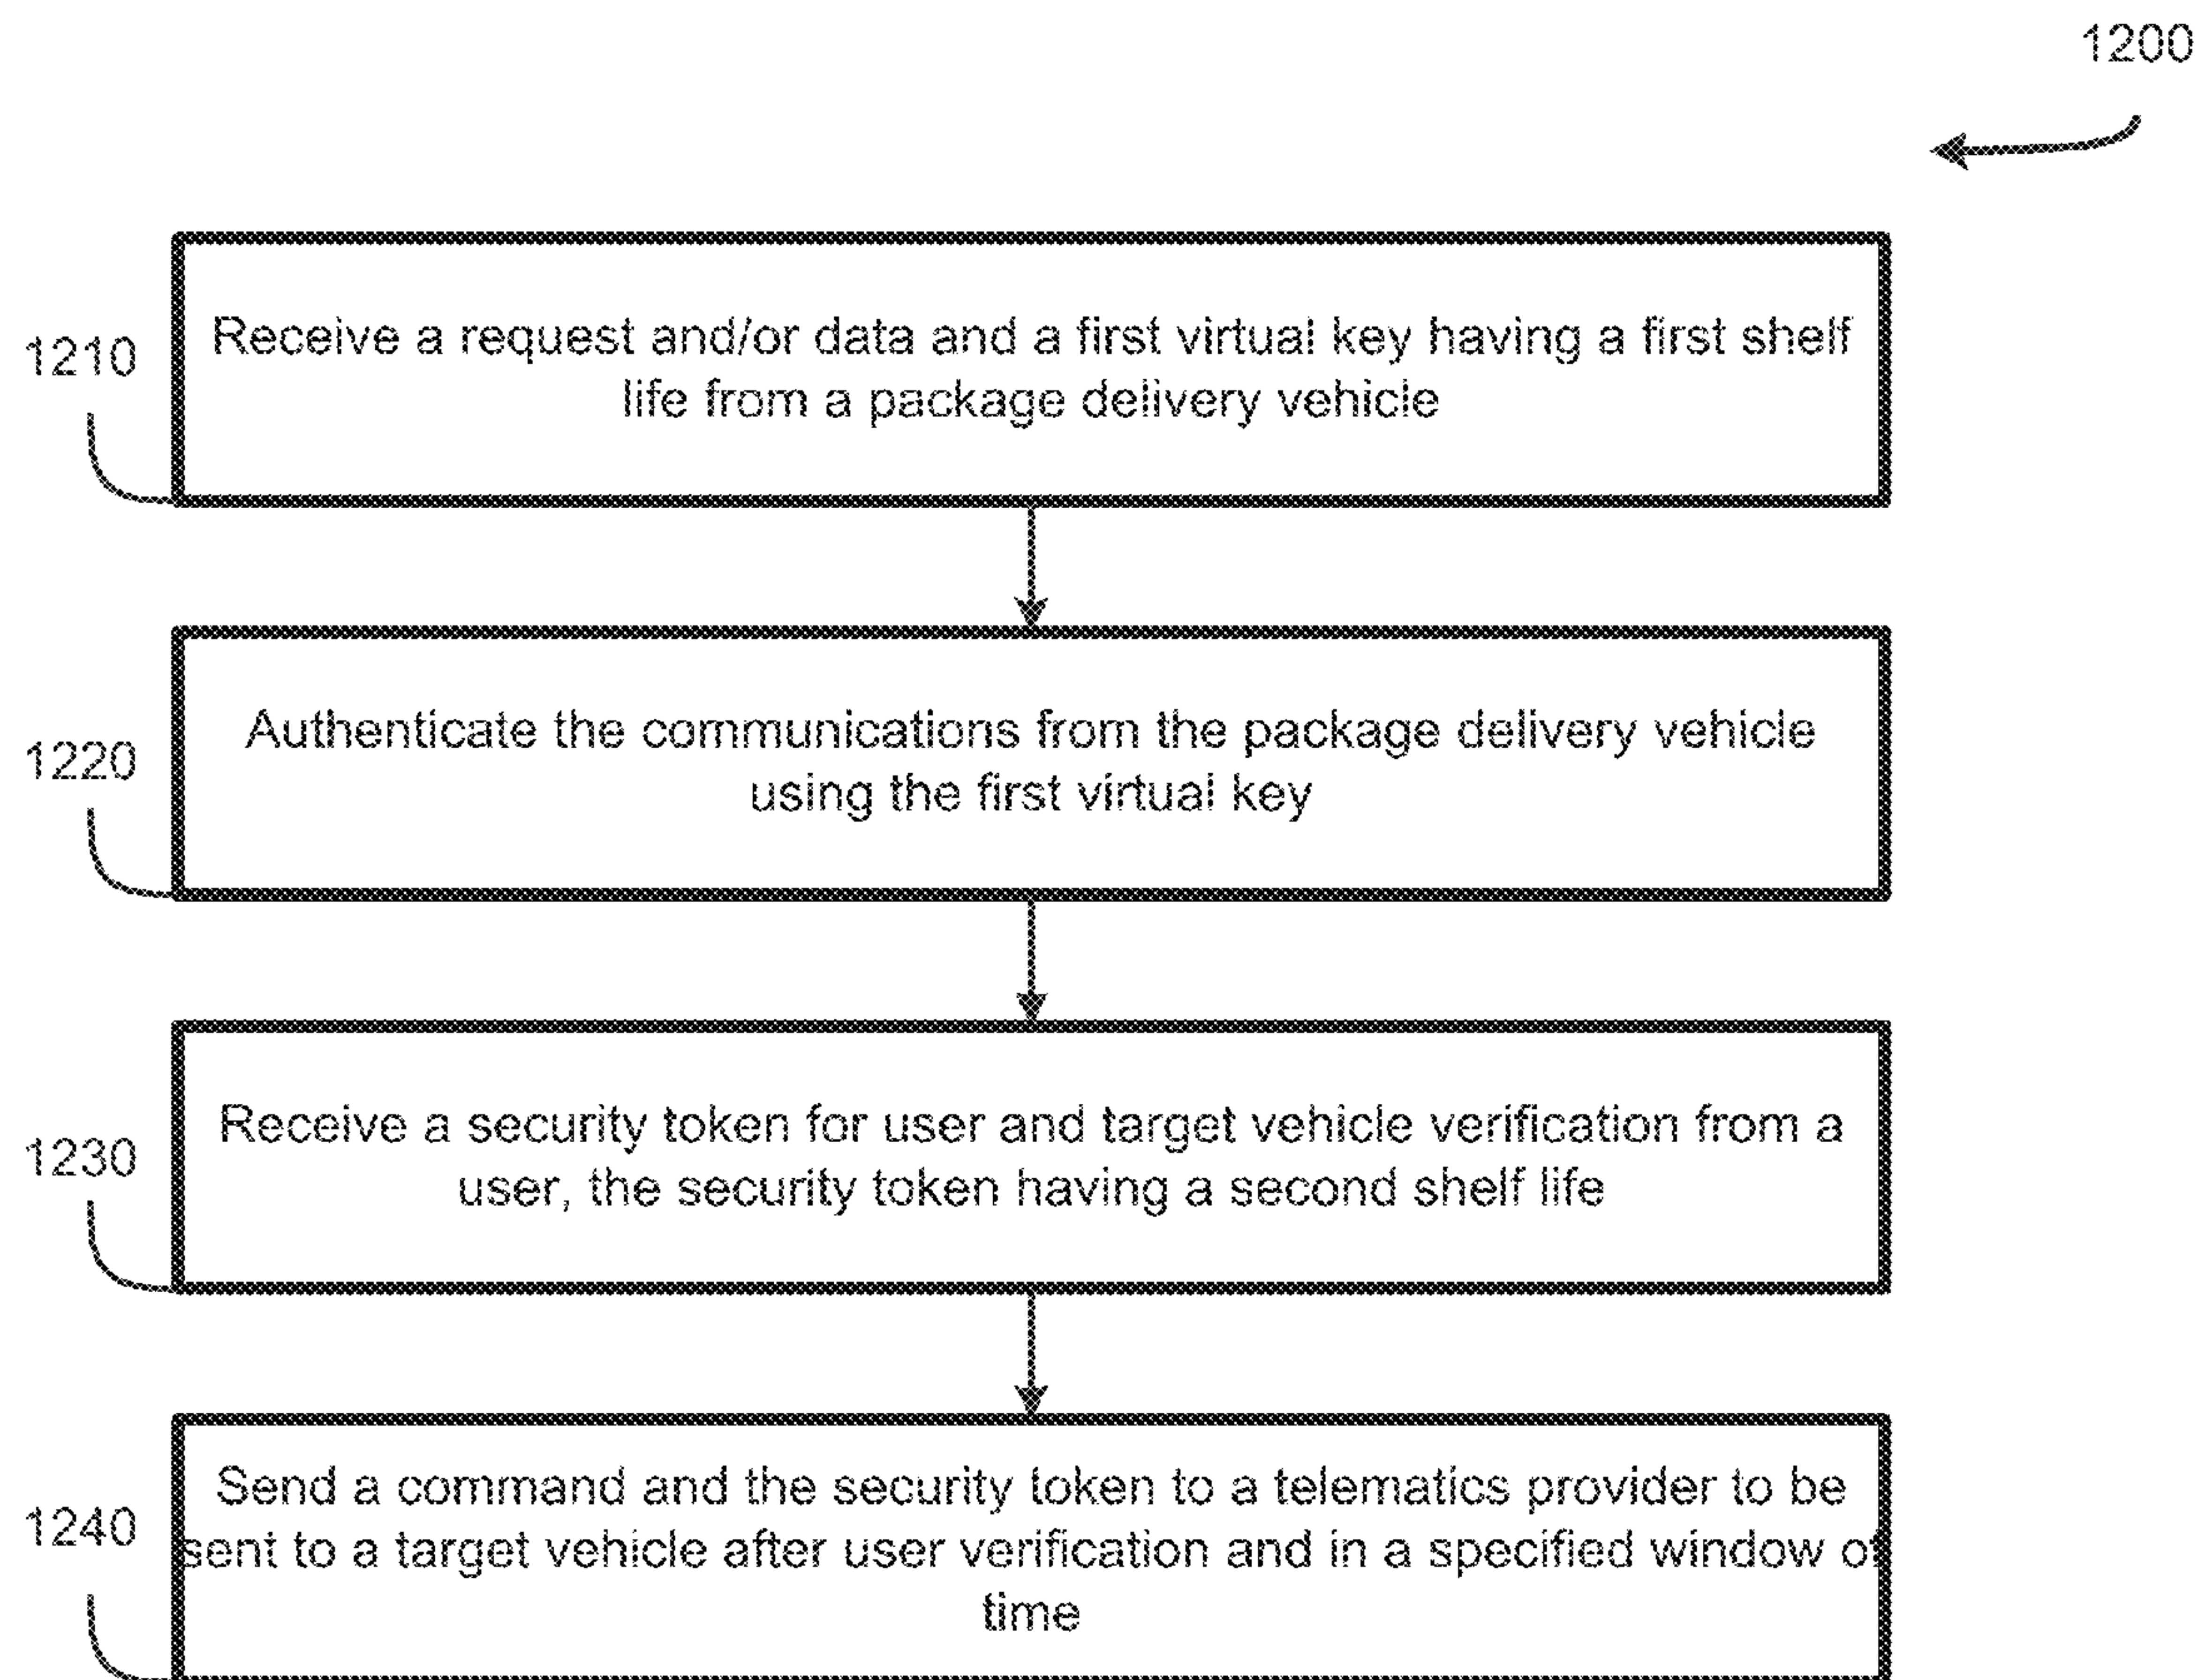 1200
1210
Receive a request and/or data and a first virtual key having a first shelf
life from a package delivery vehicle
1220
Authenticate the communications from the package delivery vehicle
using the first virtual key
1230
Receive a security token for user and target vehicle verification from a
user, the security token having a second shelf life
1240
Send a command and the security token to a telematics provider to be
sent to a target vehicle after user verification and in a specified window of
time